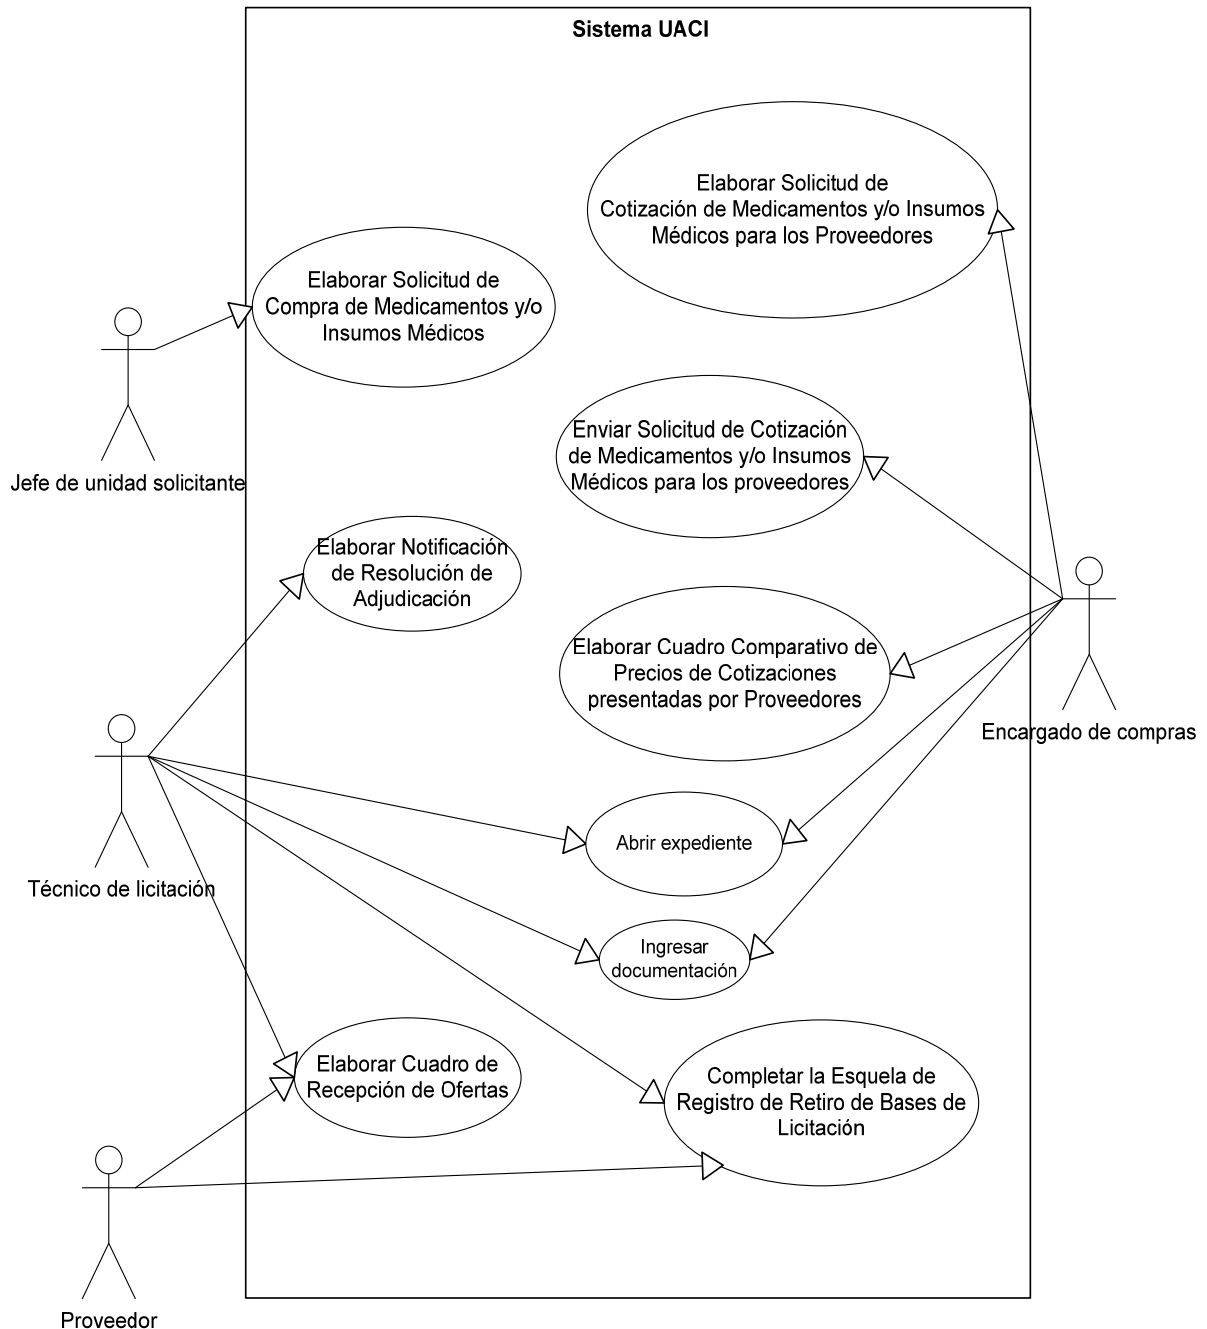 Sistema UACI
Elaborar Solicitud de
Cotización de Medicamentos y/o Insumos
Médicos para los Proveedores
Elaborar Solicitud de
Compra de Medicamentos y/o
Insumos Médicos
Jefe de unidad solicitante
Enviar Solicitud de Cotización
de Medicamentos y/o Insumos
Médicos para los proveedores
Elaborar Notificación
de Resolución de
Adjudicación
Elaborar Cuadro Comparativo de
Precios de Cotizaciones
presentadas por Proveedores
Encargado de compras
Abrir expediente
Técnico de licitación
Ingresar
documentación
Elaborar Cuadro de
Recepción de Ofertas
Completar la Esquela de
Registro de Retiro de Bases de
Licitación
Proveedor